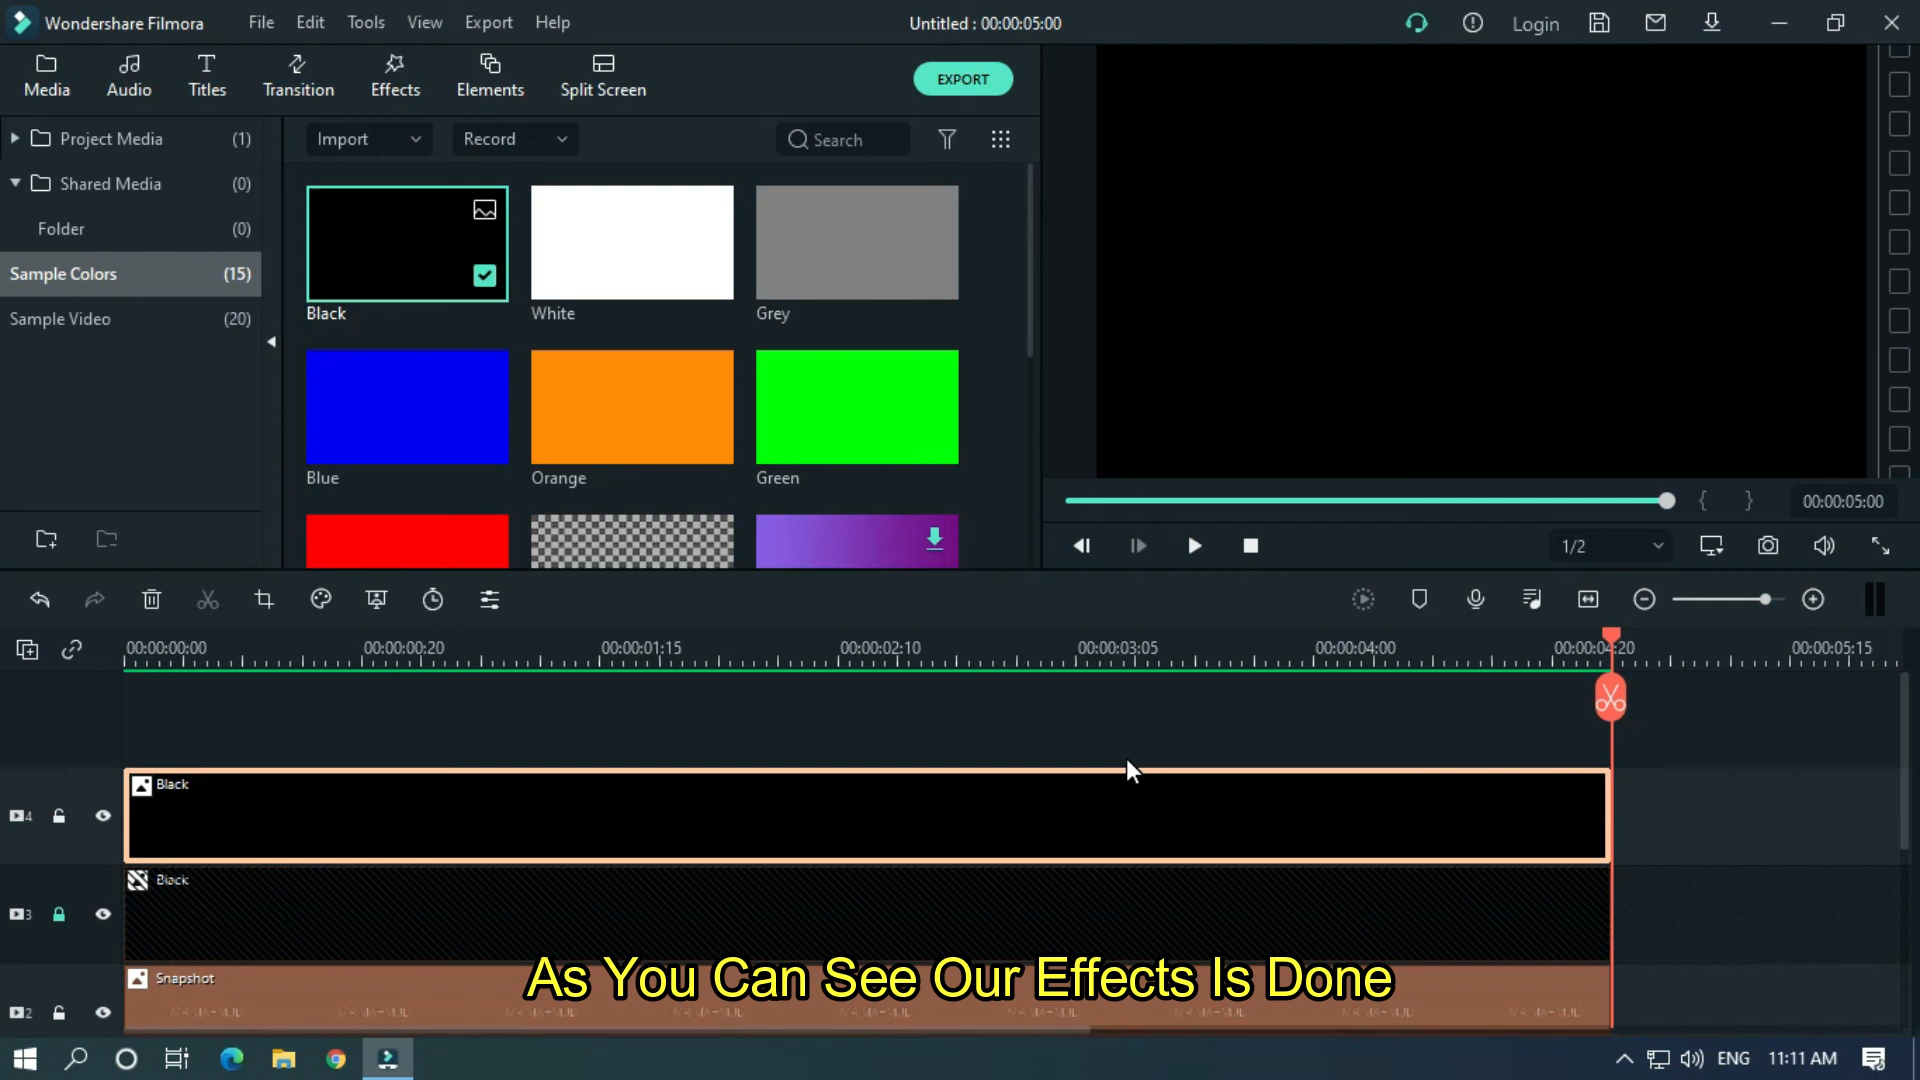 Wondershare Filmora
File Edit Tools View Export Help
Untitled : 00:00:05:00
Login
Media Audio Titles Transition Effects Elements Split Screen
EXPORT
Project Media (1)
Shared Media (0)
Folder (0)
Sample Colors (15)
Sample Video (20)
Import Record Search
Black White Grey
Blue Orange Green
{ } 00:00:05:00
1/2
00:00:00:00 00:00:00:20 00:00:01:15 00:00:02:10 00:00:03:05 00:00:04:00 00:00:04:20 00:00:05:15
Black
4
Black
3
Snapshot
2
As You Can See Our Effects Is Done
ENG 11:11 AM